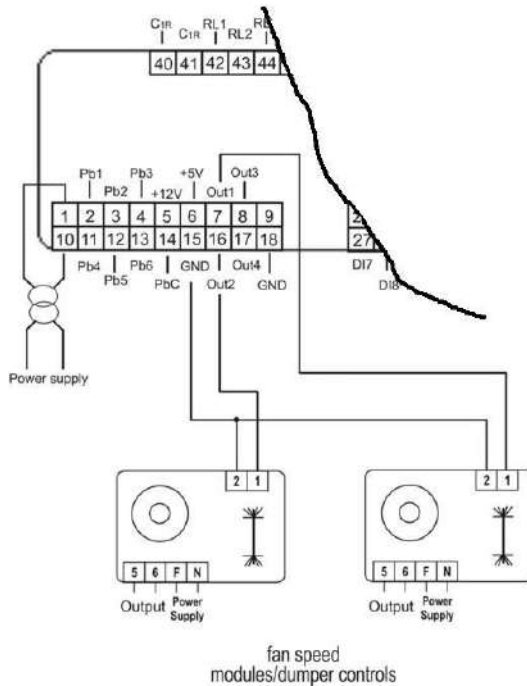 C1R RL1 RL
C1R RL2
40 41 42 43 44
Pb1 Pb3 +5V Out3
Pb2 +12V Out1
1 2 3 4 5 6 7 8 9
10 11 12 13 14 15 16 17 18
2
27
Pb4 Pb6 GND Out4
Pb5 PbC Out2 GND
DI7
DI8
Power supply
2 1
2 1
5 6 F N
5 6 F N
Output Power Supply
Output Power Supply
fan speed
modules/dumper controls